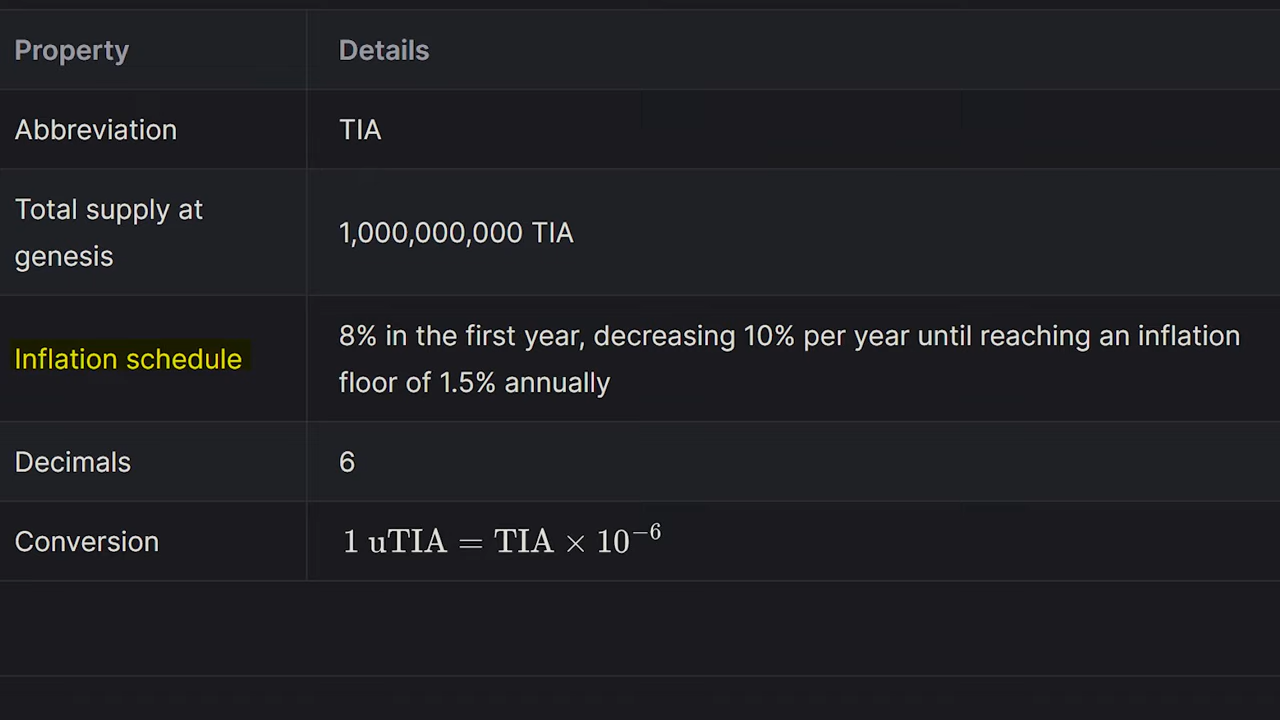 Property Details
Abbreviation TIA
Total supply at
genesis
1,000,000,000 TIA
Inflation schedule
8% in the first year, decreasing 10% per year until reaching an inflation
floor of 1.5% annually
Decimals 6
Conversion 1 uTIA = TIA × 10⁻⁶